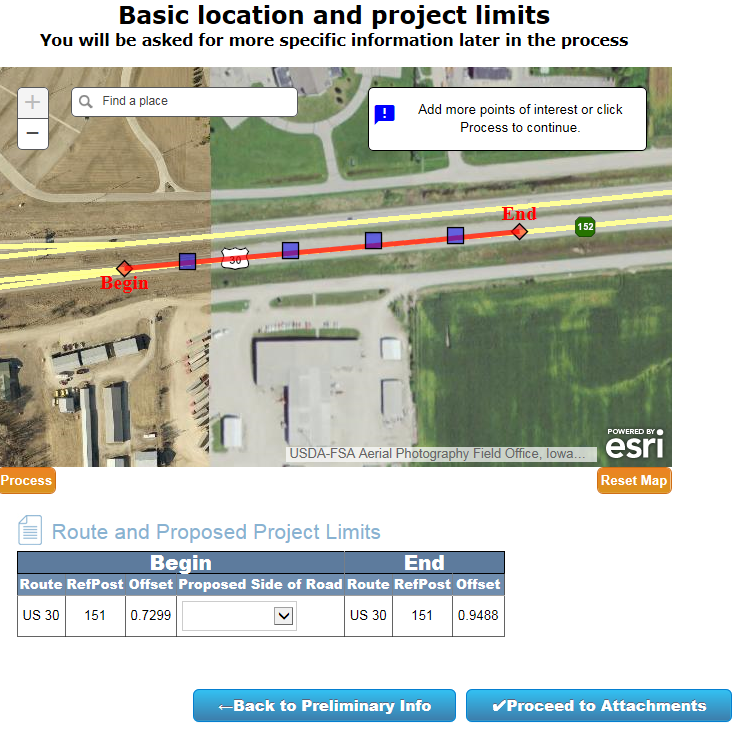 Basic location and project limits
You will be asked for more specific information later in the process
+
Find a place
Add more points of interest or click
Process to continue.
−
End
152
30
Begin
POWERED BY
esri
USDA-FSA Aerial Photography Field Office, Iowa...
Process
Reset Map
Route and Proposed Project Limits
Begin End
Route RefPost Offset Proposed Side of Road Route RefPost Offset
US 30 151 0.7299 US 30 151 0.9488
←Back to Preliminary Info ✔Proceed to Attachments